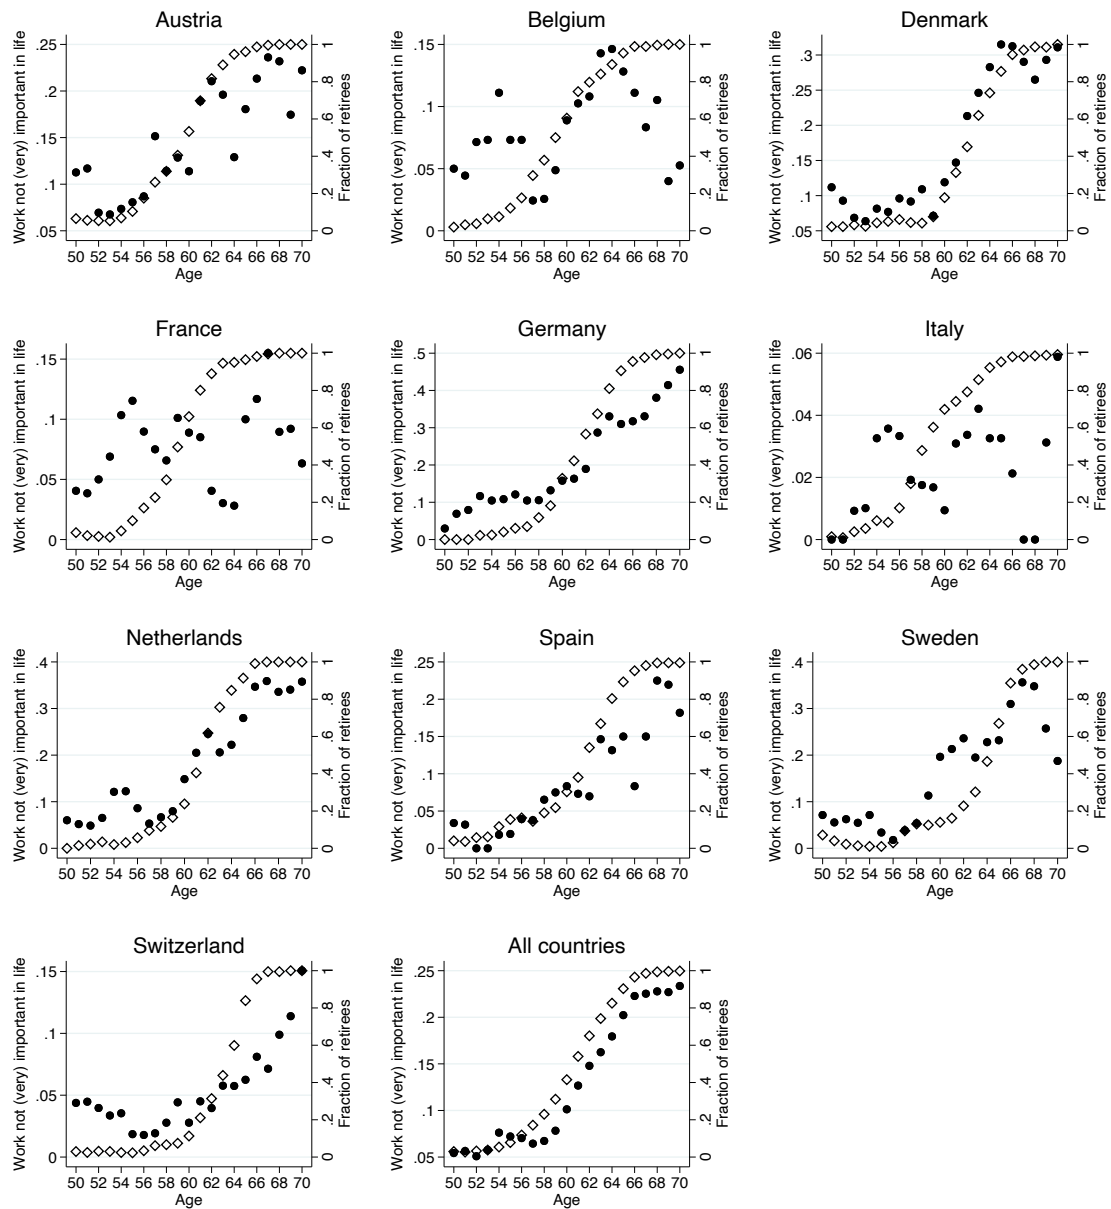 Austria
Work not (very) important in life
.05 .1 .15 .2 .25
Fraction of retirees
0 .2 .4 .6 .8 1
50 52 54 56 58 60 62 64 66 68 70
Age
Belgium
Work not (very) important in life
0 .05 .1 .15
Fraction of retirees
0 .2 .4 .6 .8 1
50 52 54 56 58 60 62 64 66 68 70
Age
Denmark
Work not (very) important in life
.05 .1 .15 .2 .25 .3
Fraction of retirees
0 .2 .4 .6 .8 1
50 52 54 56 58 60 62 64 66 68 70
Age
France
Work not (very) important in life
0 .05 .1 .15
Fraction of retirees
0 .2 .4 .6 .8 1
50 52 54 56 58 60 62 64 66 68 70
Age
Germany
Work not (very) important in life
0 .1 .2 .3 .4 .5
Fraction of retirees
0 .2 .4 .6 .8 1
50 52 54 56 58 60 62 64 66 68 70
Age
Italy
Work not (very) important in life
0 .02 .04 .06
Fraction of retirees
0 .2 .4 .6 .8 1
50 52 54 56 58 60 62 64 66 68 70
Age
Netherlands
Work not (very) important in life
0 .1 .2 .3 .4
Fraction of retirees
0 .2 .4 .6 .8 1
50 52 54 56 58 60 62 64 66 68 70
Age
Spain
Work not (very) important in life
0 .05 .1 .15 .2 .25
Fraction of retirees
0 .2 .4 .6 .8 1
50 52 54 56 58 60 62 64 66 68 70
Age
Sweden
Work not (very) important in life
0 .1 .2 .3 .4
Fraction of retirees
0 .2 .4 .6 .8 1
50 52 54 56 58 60 62 64 66 68 70
Age
Switzerland
Work not (very) important in life
0 .05 .1 .15
Fraction of retirees
0 .2 .4 .6 .8 1
50 52 54 56 58 60 62 64 66 68 70
Age
All countries
Work not (very) important in life
.05 .1 .15 .2 .25
Fraction of retirees
0 .2 .4 .6 .8 1
50 52 54 56 58 60 62 64 66 68 70
Age